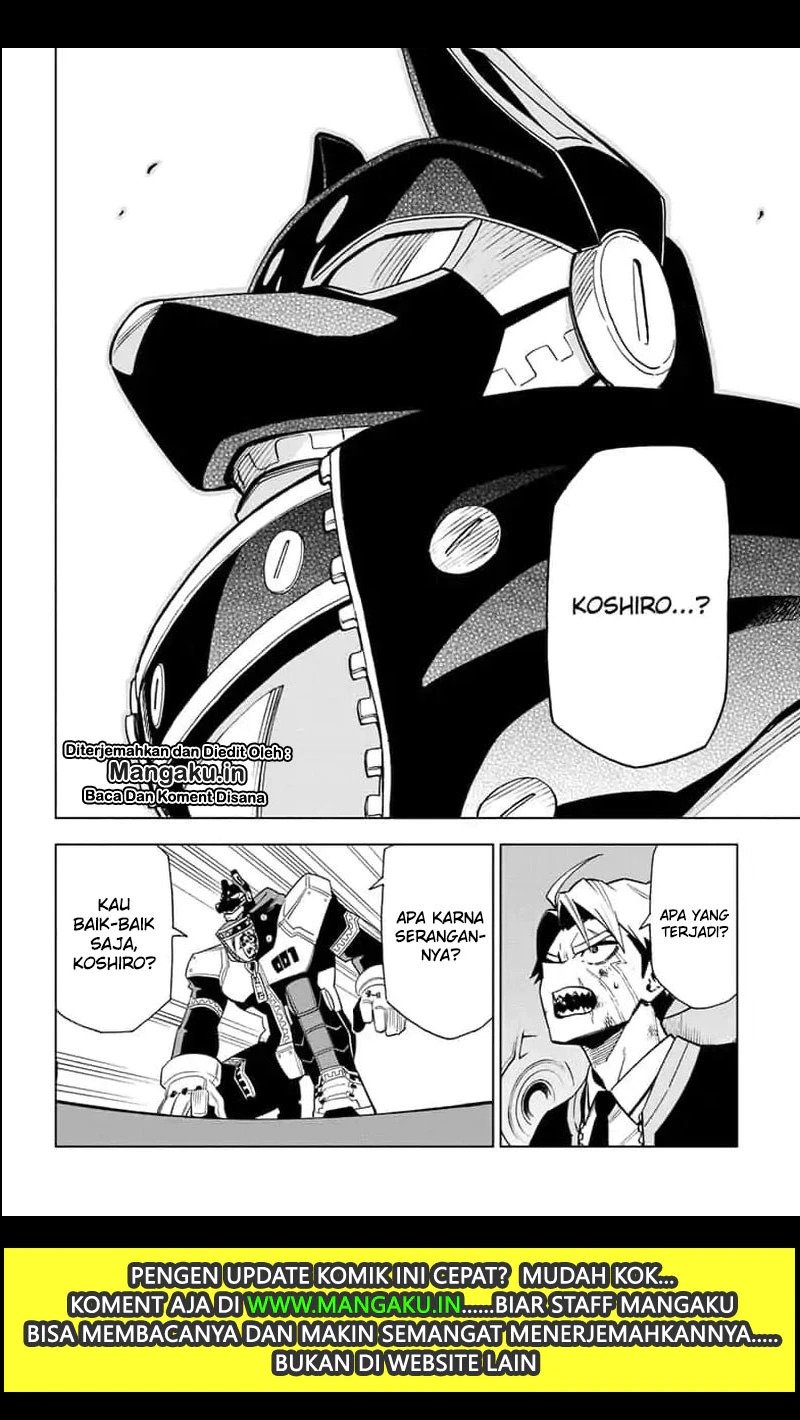 KOSHIRO...?
Diterjemahkan dan Diedit Oleh :
Mangaku.in
Baca Dan Koment Disana
APA YANG
TERJADI?
APA KARNA
SERANGAN-
NYA?
KAU
BAIK-BAIK
SAJA,
KOSHIRO?
001
PENGEN UPDATE KOMIK INI CEPAT? MUDAH KOK...
KOMENT AJA DI WWW.MANGAKU.IN......BIAR STAFF MANGAKU
BISA MEMBACANYA DAN MAKIN SEMANGAT MENERJEMAHKANNYA.....
BUKAN DI WEBSITE LAIN